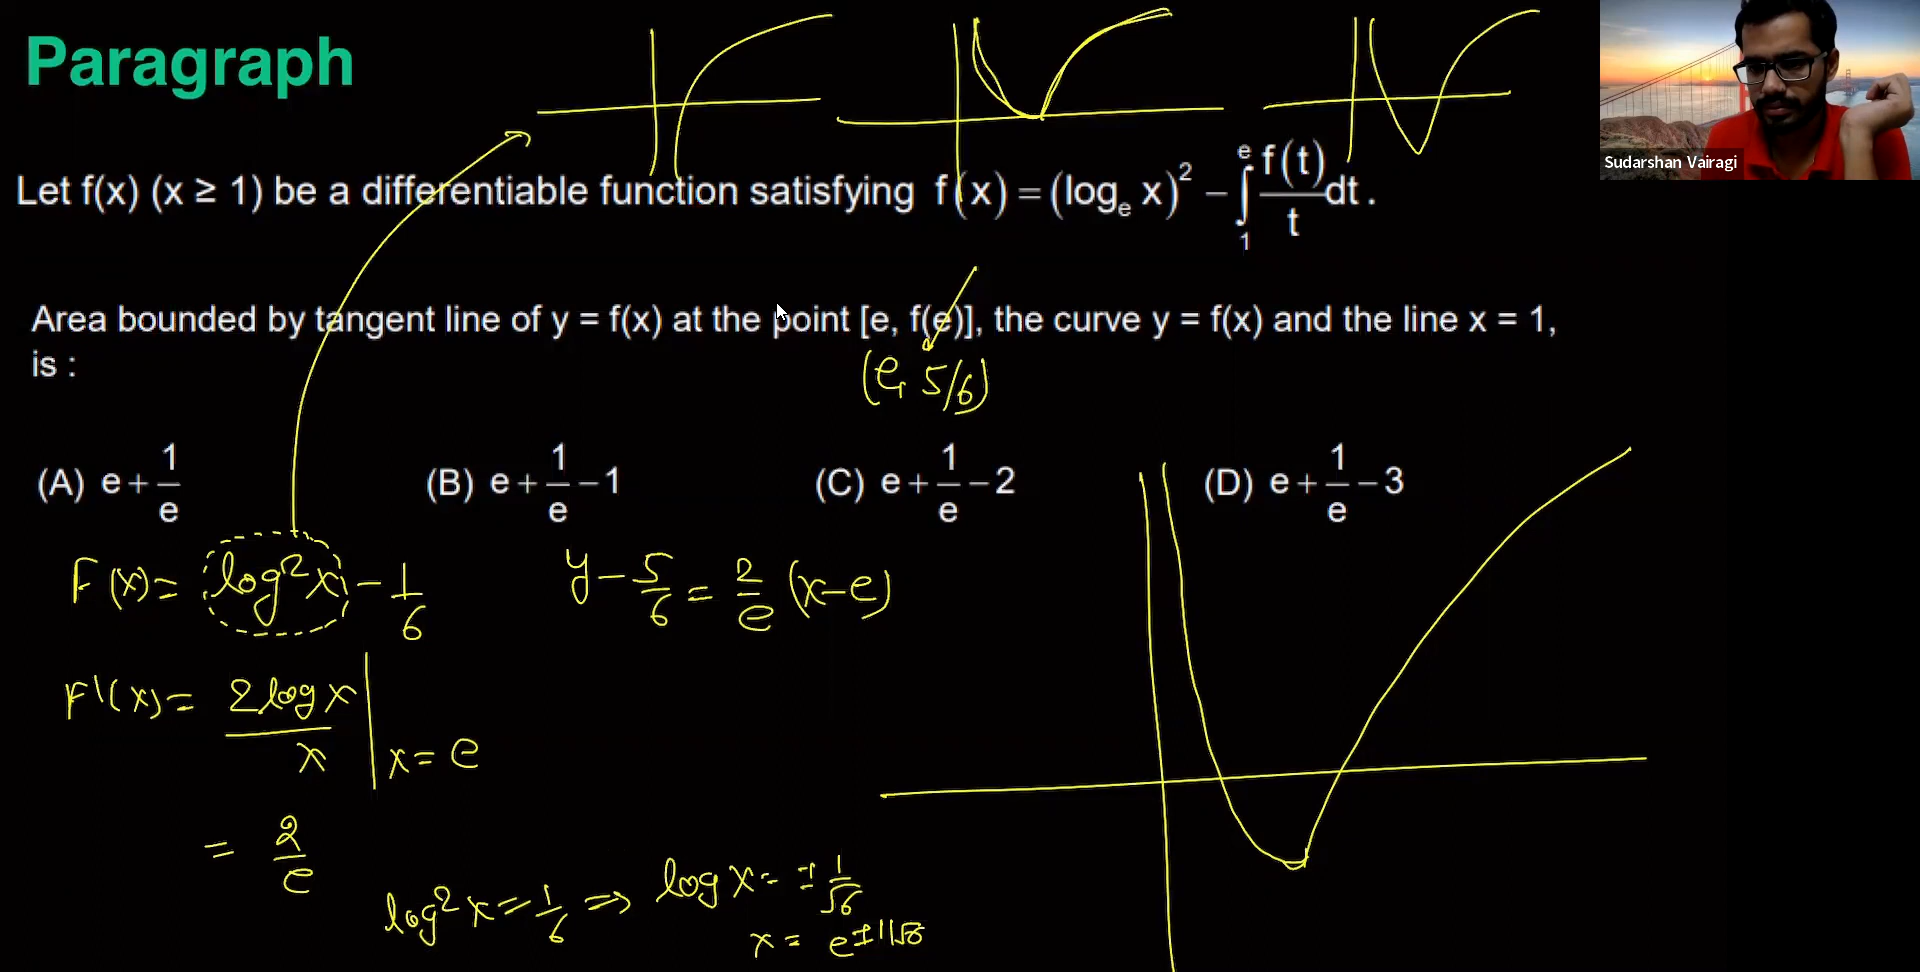 Paragraph
Sudarshan Vairagi
Let f(x) (x ≥ 1) be a differentiable function satisfying f(x) = (logₑ x)² − ∫₁ᵉ f(t)/t dt.
Area bounded by tangent line of y = f(x) at the point [e, f(e)], the curve y = f(x) and the line x = 1,
is :
(e, 5/6)
(A) e + 1/e (B) e + 1/e − 1 (C) e + 1/e − 2 (D) e + 1/e − 3
F(x) = log²x − 1/6
y − 5/6 = 2/e (x−e)
F'(x) = 2 log x / x | x = e
= 2/e
log²x = 1/6 ⇒ log x = ± 1/√6
x = e^±1/√6